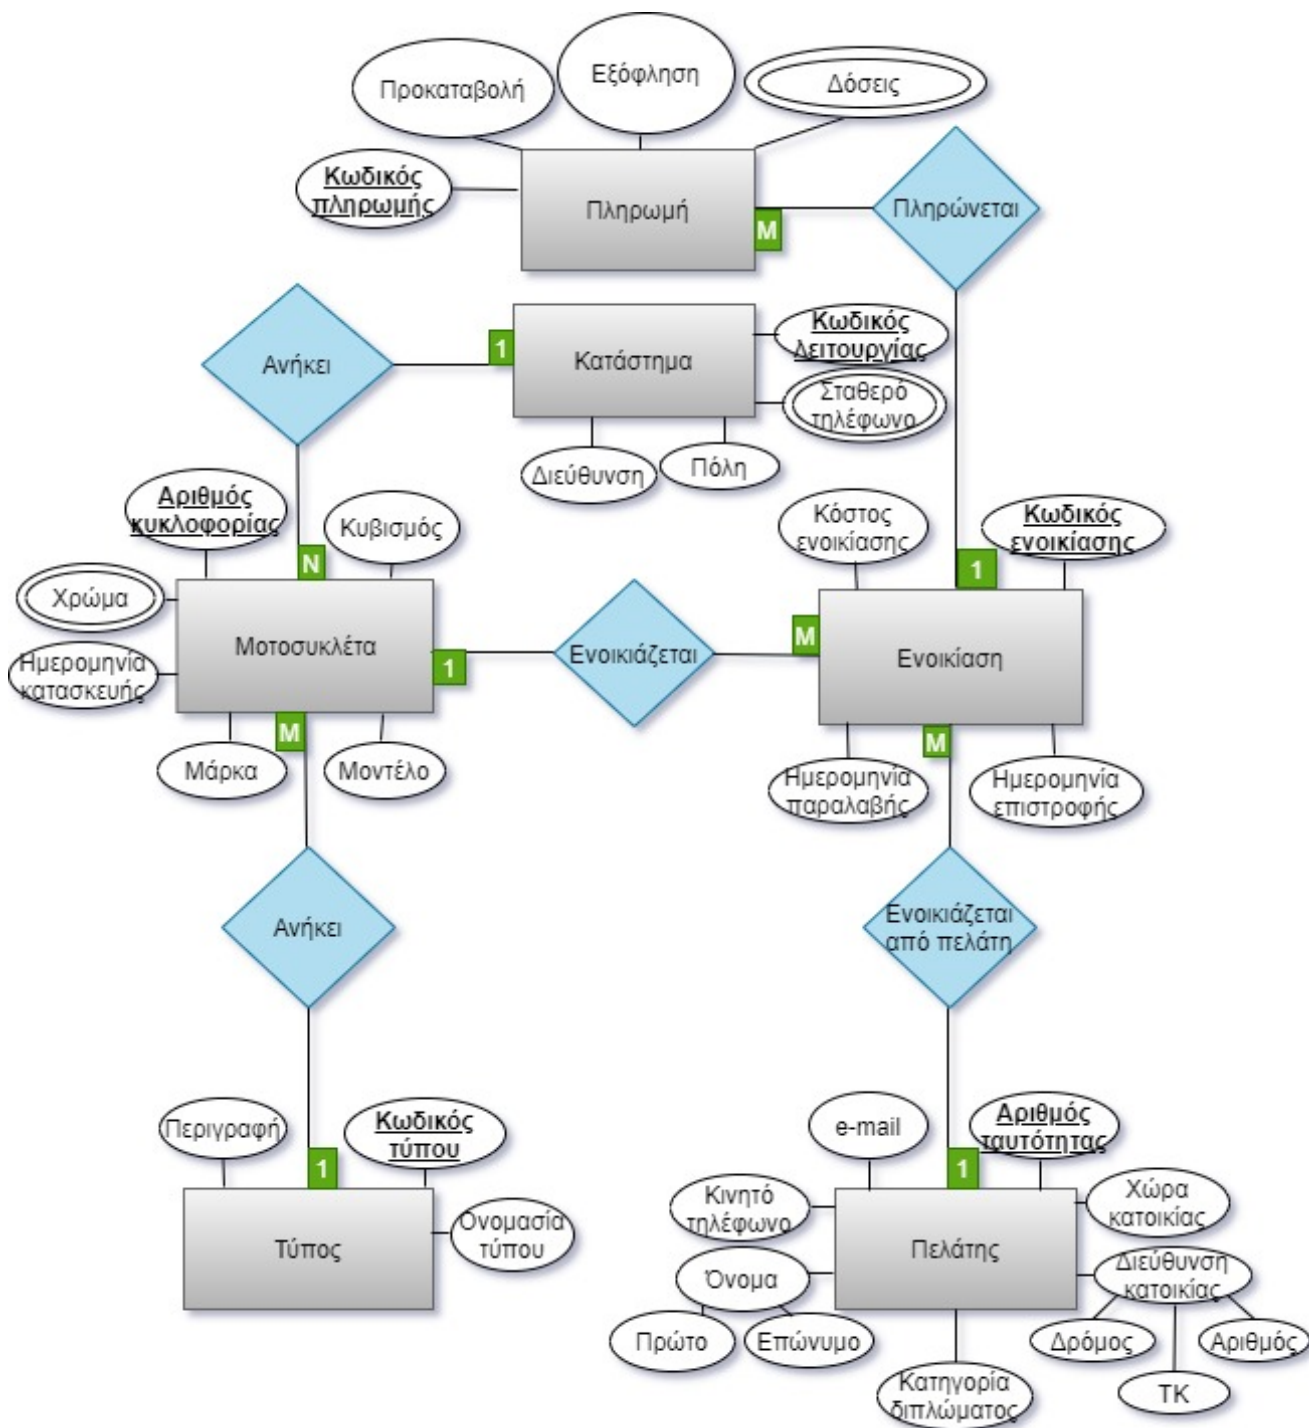 Προκαταβολή
Εξόφληση
Δόσεις
Κωδικός
πληρωμής
Πληρωμή
M
Πληρώνεται
Ανήκει
1
Κατάστημα
Κωδικός
λειτουργίας
Σταθερό
τηλέφωνο
Διεύθυνση
Πόλη
Αριθμός
κυκλοφορίας
Κυβισμός
Κόστος
ενοικίασης
Κωδικός
ενοικίασης
N
1
Χρώμα
Μοτοσυκλέτα
1
Ενοικιάζεται
M
Ενοικίαση
Ημερομηνία
κατασκευής
M
M
Μάρκα
Μοντέλο
Ημερομηνία
παραλαβής
Ημερομηνία
επιστροφής
Ανήκει
Ενοικιάζεται
από πελάτη
Περιγραφή
Κωδικός
τύπου
1
e-mail
Αριθμός
ταυτότητας
1
Ονομασία
τύπου
Τύπος
Κινητό
τηλέφωνο
Χώρα
κατοικίας
Πελάτης
Όνομα
Διεύθυνση
κατοικίας
Πρώτο
Επώνυμο
Δρόμος
Αριθμός
Κατηγορία
διπλώματος
ΤΚ